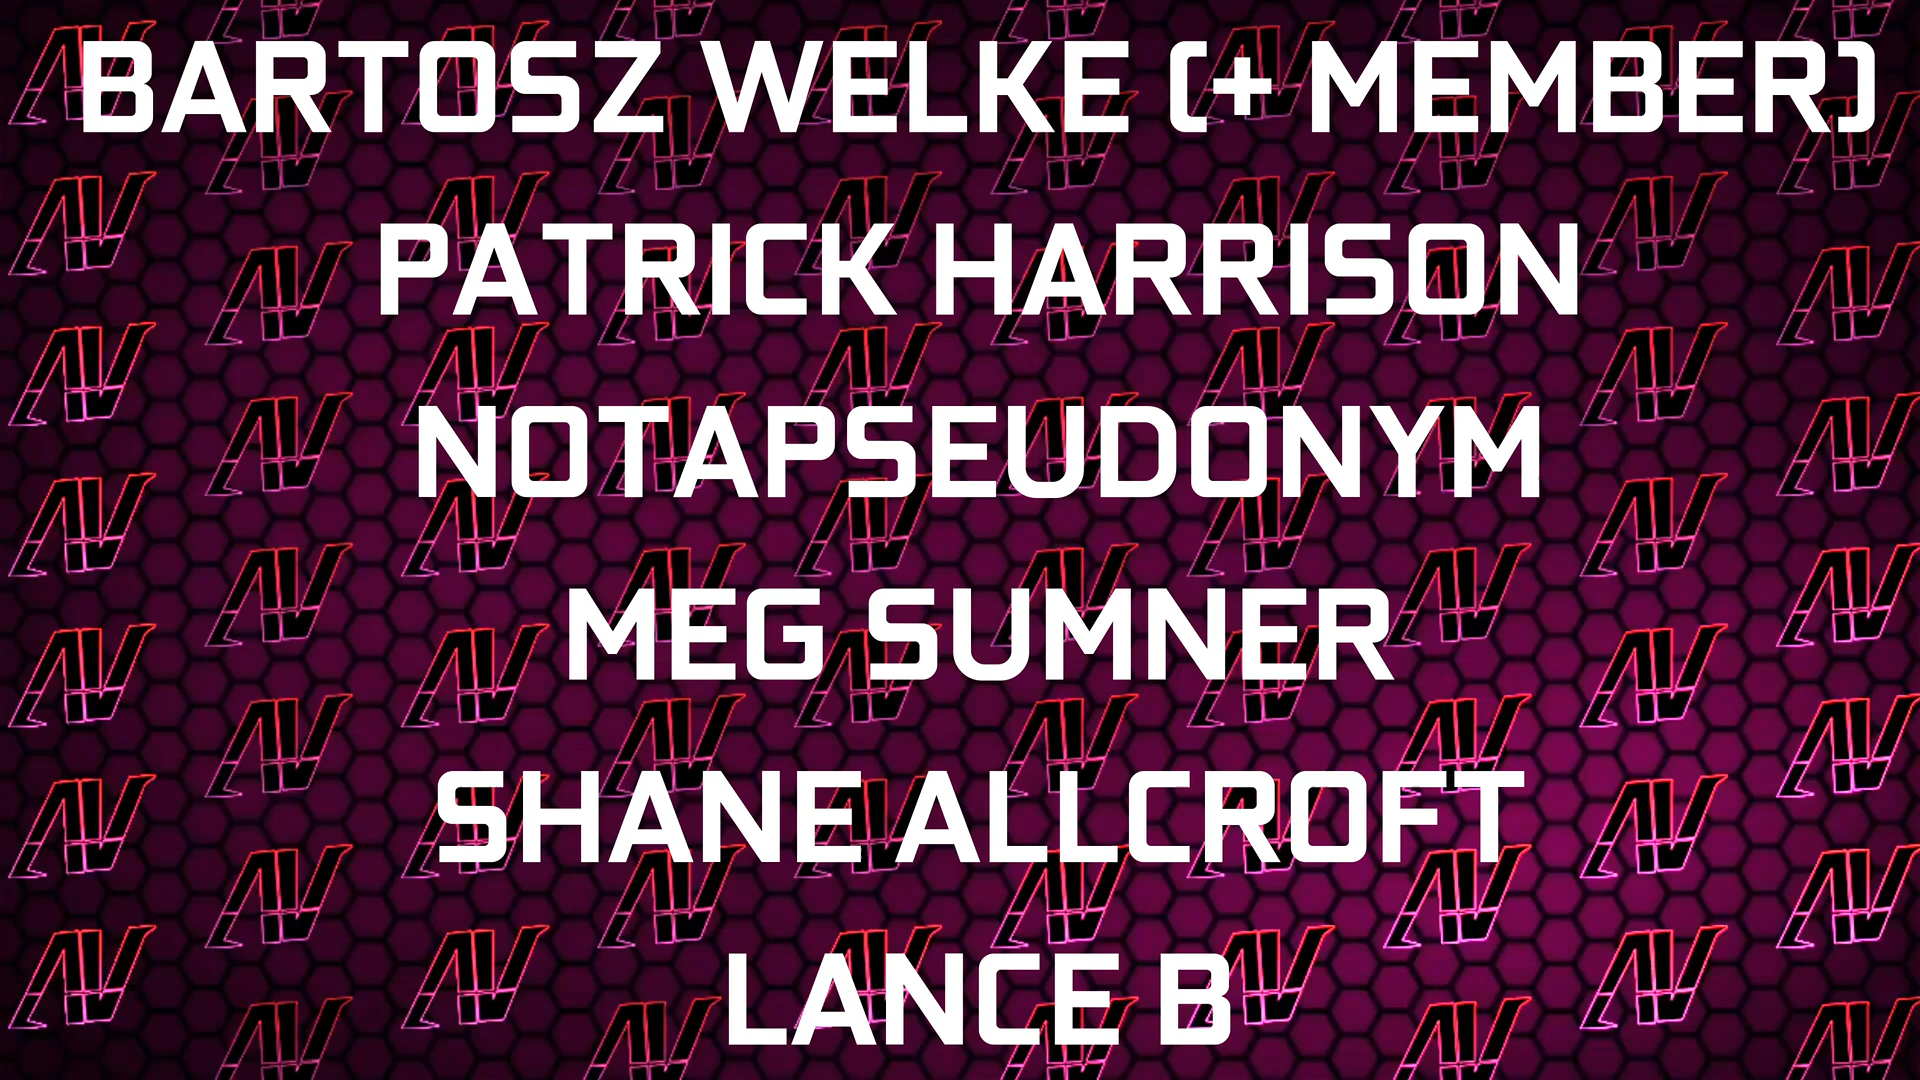 BARTOSZ WELKE (+ MEMBER)
PATRICK HARRISON
NOTAPSEUDONYM
MEG SUMNER
SHANE ALLCROFT
LANCE B